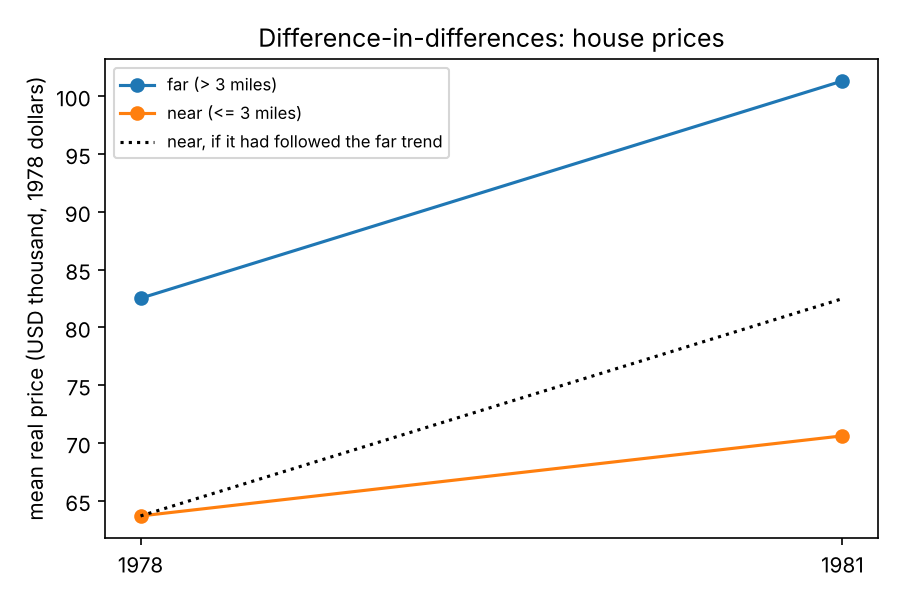 Difference-in-differences: house prices
far (> 3 miles)
near (<= 3 miles)
near, if it had followed the far trend
mean real price (USD thousand, 1978 dollars)
100
95
90
85
80
75
70
65
1978
1981